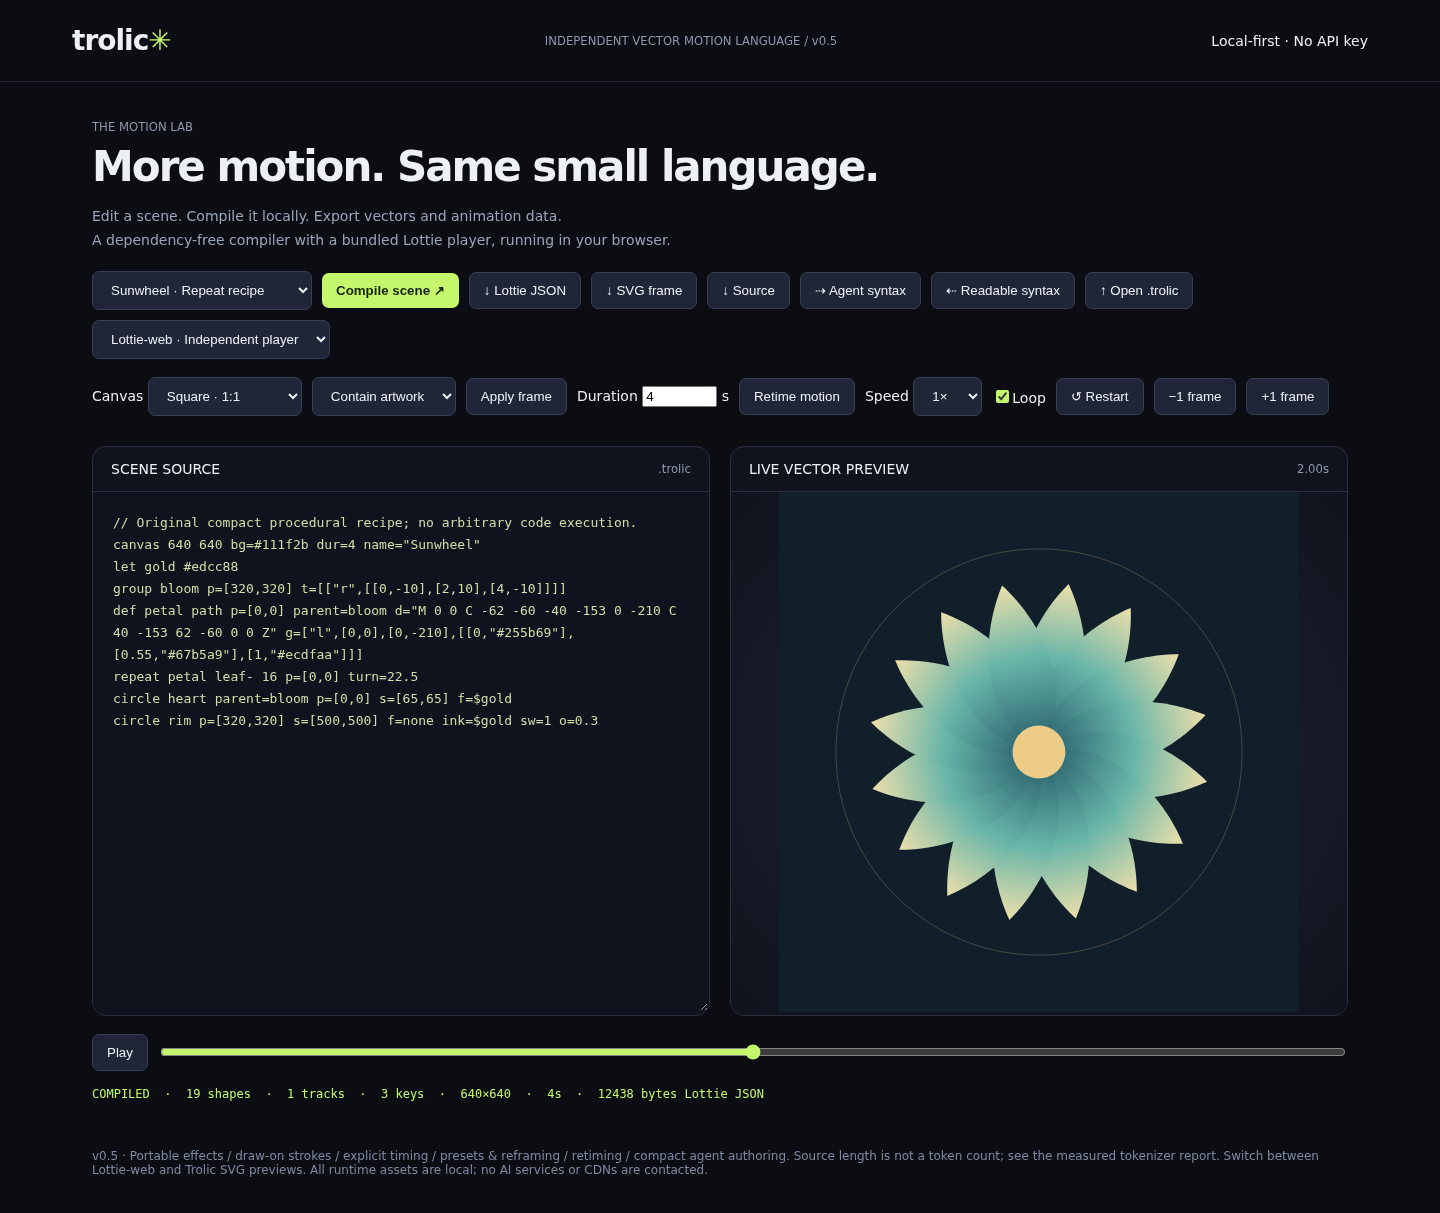 trolic✳
INDEPENDENT VECTOR MOTION LANGUAGE / v0.5
Local-first · No API key
THE MOTION LAB
More motion. Same small language.
Edit a scene. Compile it locally. Export vectors and animation data.
A dependency-free compiler with a bundled Lottie player, running in your browser.
Sunwheel · Repeat recipe
Compile scene ↗
↓ Lottie JSON
↓ SVG frame
↓ Source
⇢ Agent syntax
⇠ Readable syntax
↑ Open .trolic
Lottie-web · Independent player
Canvas
Square · 1:1
Contain artwork
Apply frame
Duration 4 s
Retime motion
Speed 1×
Loop
↺ Restart
−1 frame
+1 frame
SCENE SOURCE
.trolic
// Original compact procedural recipe; no arbitrary code execution.
canvas 640 640 bg=#111f2b dur=4 name="Sunwheel"
let gold #edcc88
group bloom p=[320,320] t=[["r",[[0,-10],[2,10],[4,-10]]]]
def petal path p=[0,0] parent=bloom d="M 0 0 C -62 -60 -40 -153 0 -210 C
40 -153 62 -60 0 0 Z" g=["l",[0,0],[0,-210],[[0,"#255b69"],
[0.55,"#67b5a9"],[1,"#ecdfaa"]]]
repeat petal leaf- 16 p=[0,0] turn=22.5
circle heart parent=bloom p=[0,0] s=[65,65] f=$gold
circle rim p=[320,320] s=[500,500] f=none ink=$gold sw=1 o=0.3
LIVE VECTOR PREVIEW
2.00s
Play
COMPILED · 19 shapes · 1 tracks · 3 keys · 640×640 · 4s · 12438 bytes Lottie JSON
v0.5 · Portable effects / draw-on strokes / explicit timing / presets & reframing / retiming / compact agent authoring. Source length is not a token count; see the measured tokenizer report. Switch between
Lottie-web and Trolic SVG previews. All runtime assets are local; no AI services or CDNs are contacted.